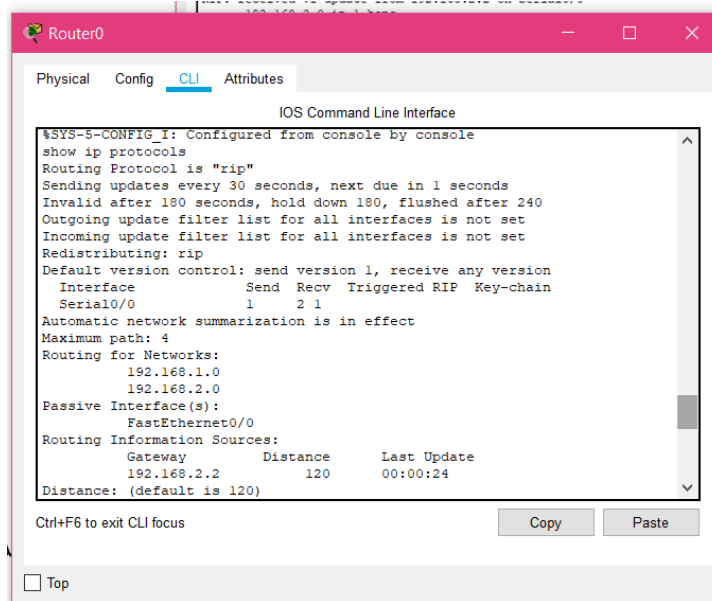 Router0
Physical Config CLI Attributes
IOS Command Line Interface
%SYS-5-CONFIG_I: Configured from console by console
show ip protocols
Routing Protocol is "rip"
Sending updates every 30 seconds, next due in 1 seconds
Invalid after 180 seconds, hold down 180, flushed after 240
Outgoing update filter list for all interfaces is not set
Incoming update filter list for all interfaces is not set
Redistributing: rip
Default version control: send version 1, receive any version
Interface Send Recv Triggered RIP Key-chain
Serial0/0 1 2 1
Automatic network summarization is in effect
Maximum path: 4
Routing for Networks:
192.168.1.0
192.168.2.0
Passive Interface(s):
FastEthernet0/0
Routing Information Sources:
Gateway Distance Last Update
192.168.2.2 120 00:00:24
Distance: (default is 120)
Ctrl+F6 to exit CLI focus
Copy Paste
Top